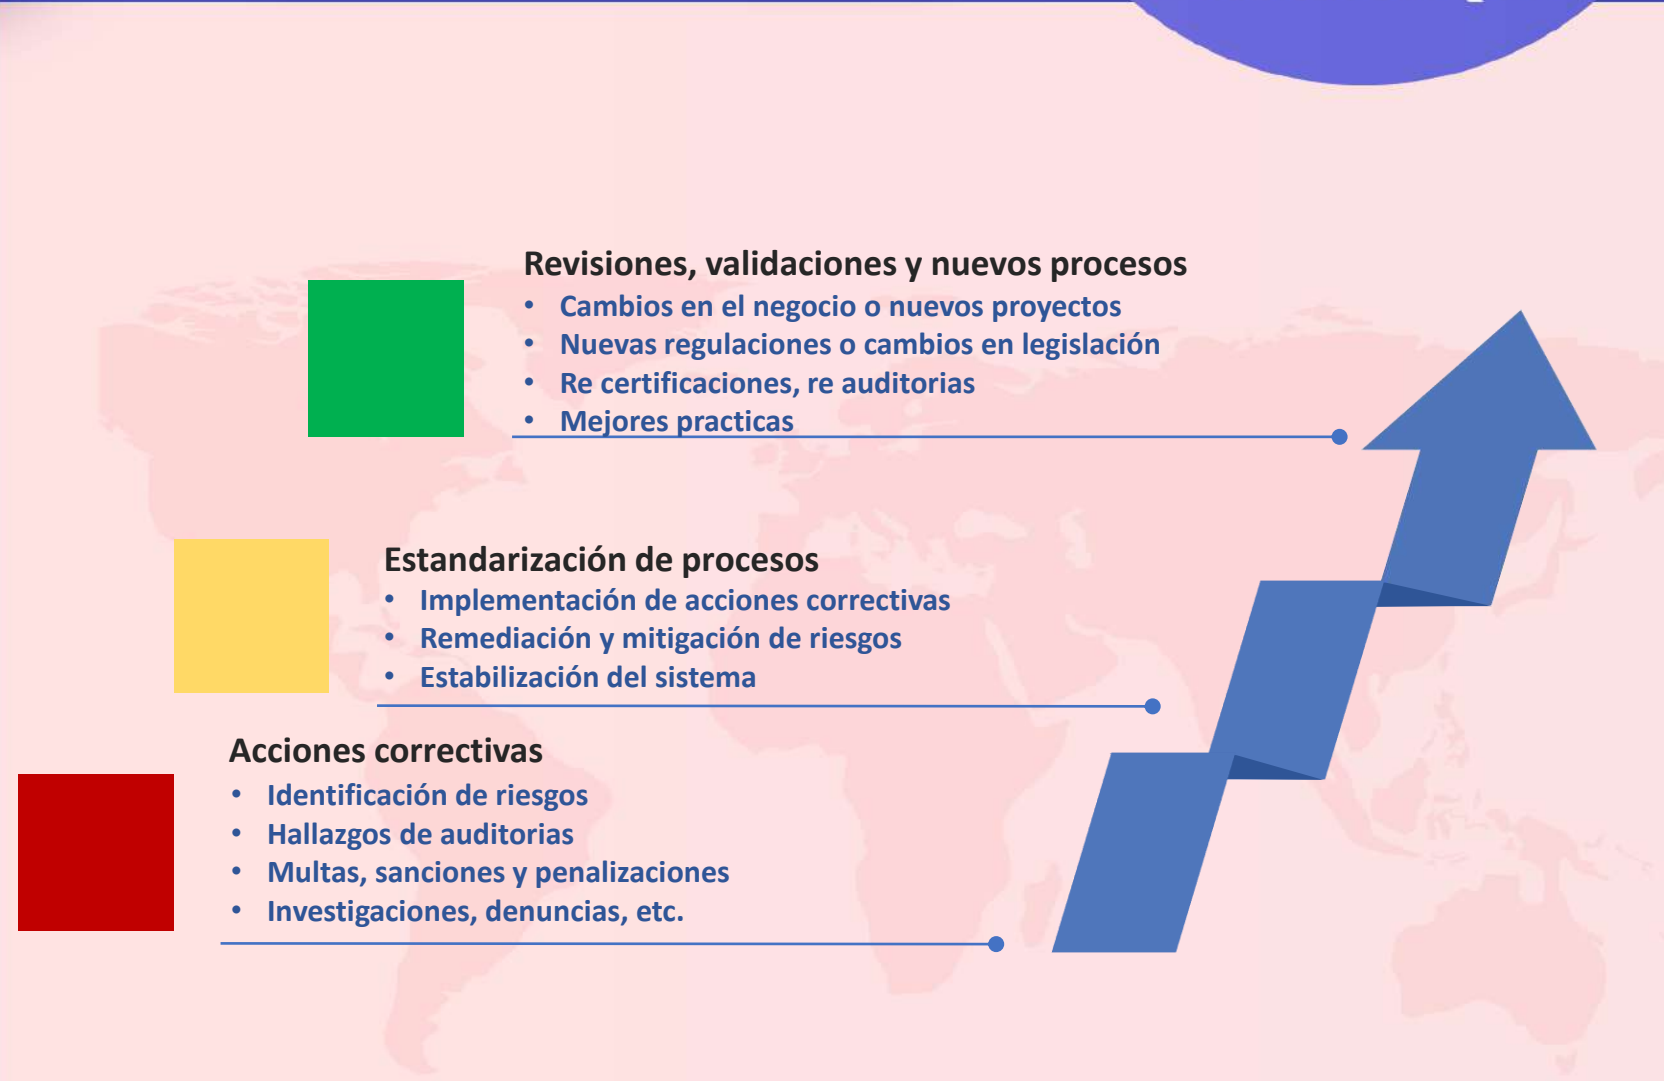 Revisiones, validaciones y nuevos procesos
• Cambios en el negocio o nuevos proyectos
• Nuevas regulaciones o cambios en legislación
• Re certificaciones, re auditorias
• Mejores practicas
Estandarización de procesos
• Implementación de acciones correctivas
• Remediación y mitigación de riesgos
• Estabilización del sistema
Acciones correctivas
• Identificación de riesgos
• Hallazgos de auditorias
• Multas, sanciones y penalizaciones
• Investigaciones, denuncias, etc.